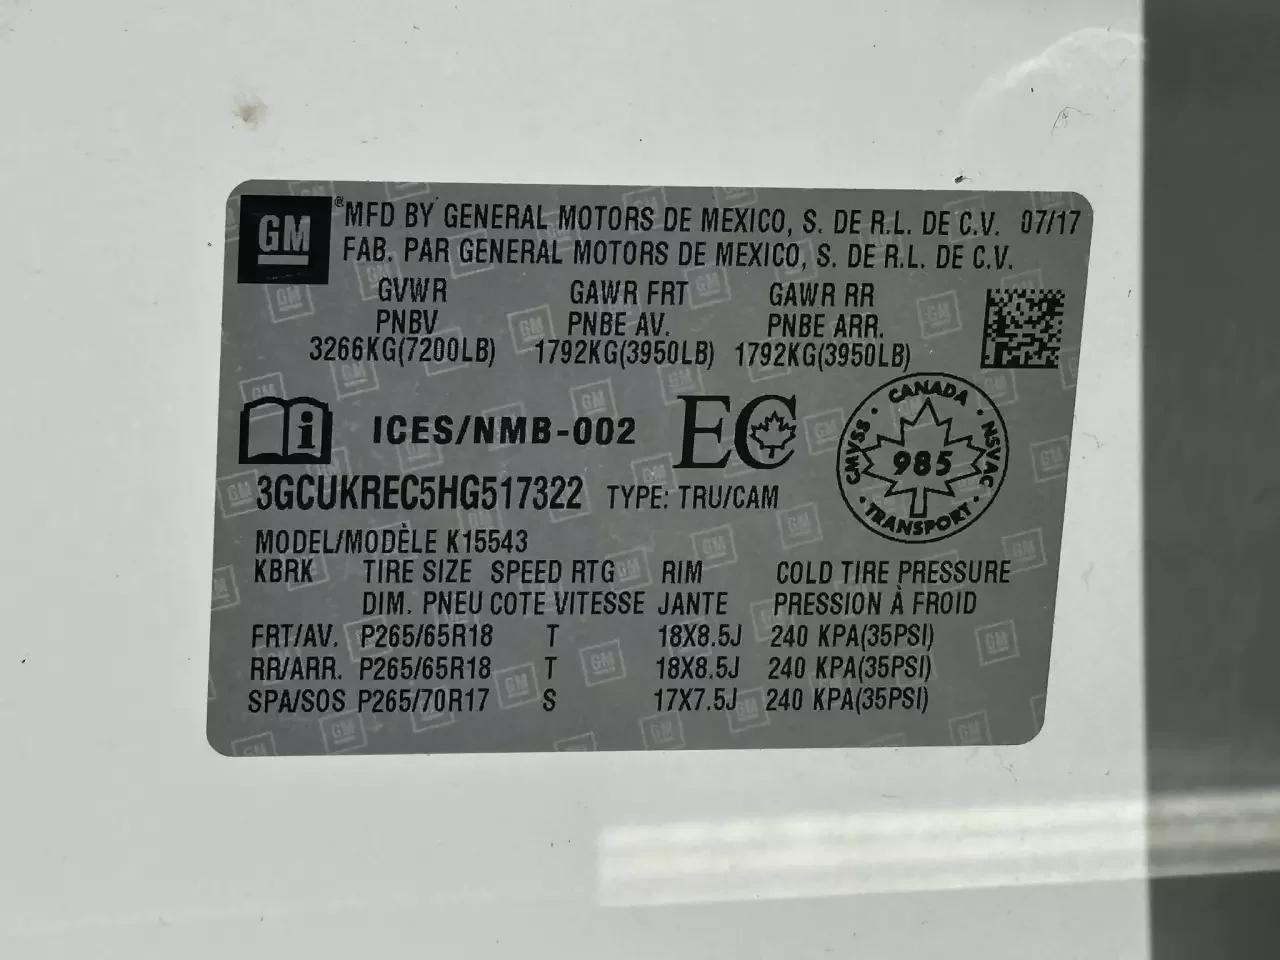 GM
® MFD BY GENERAL MOTORS DE MEXICO, S. DE R.L. DE C.V. 07/17
FAB. PAR GENERAL MOTORS DE MEXICO, S. DE R.L. DE C.V.
GVWR GAWR FRT GAWR RR
PNBV PNBE AV. PNBE ARR.
3266KG(7200LB) 1792KG(3950LB) 1792KG(3950LB)
i ICES/NMB-002 EC
CANADA
CMVSS 985 NSVAC
TRANSPORT
3GCUKREC5HG517322 TYPE: TRU/CAM
MODEL/MODÈLE K15543
KBRK TIRE SIZE SPEED RTG RIM COLD TIRE PRESSURE
DIM. PNEU COTE VITESSE JANTE PRESSION À FROID
FRT/AV. P265/65R18 T 18X8.5J 240 KPA(35PSI)
RR/ARR. P265/65R18 T 18X8.5J 240 KPA(35PSI)
SPA/SOS P265/70R17 S 17X7.5J 240 KPA(35PSI)